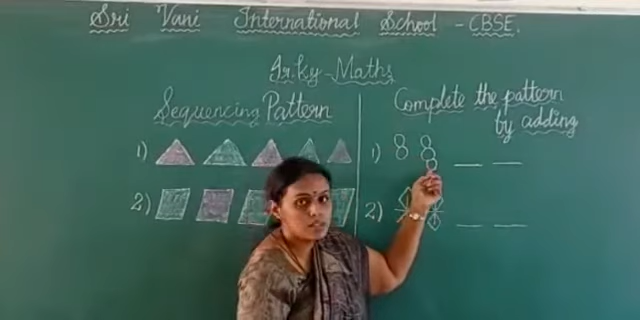 Sri Vani International School - CBSE.
Jr.Kg-Maths
Sequencing Pattern
1)
2)
Complete the pattern
by adding
1)
2)